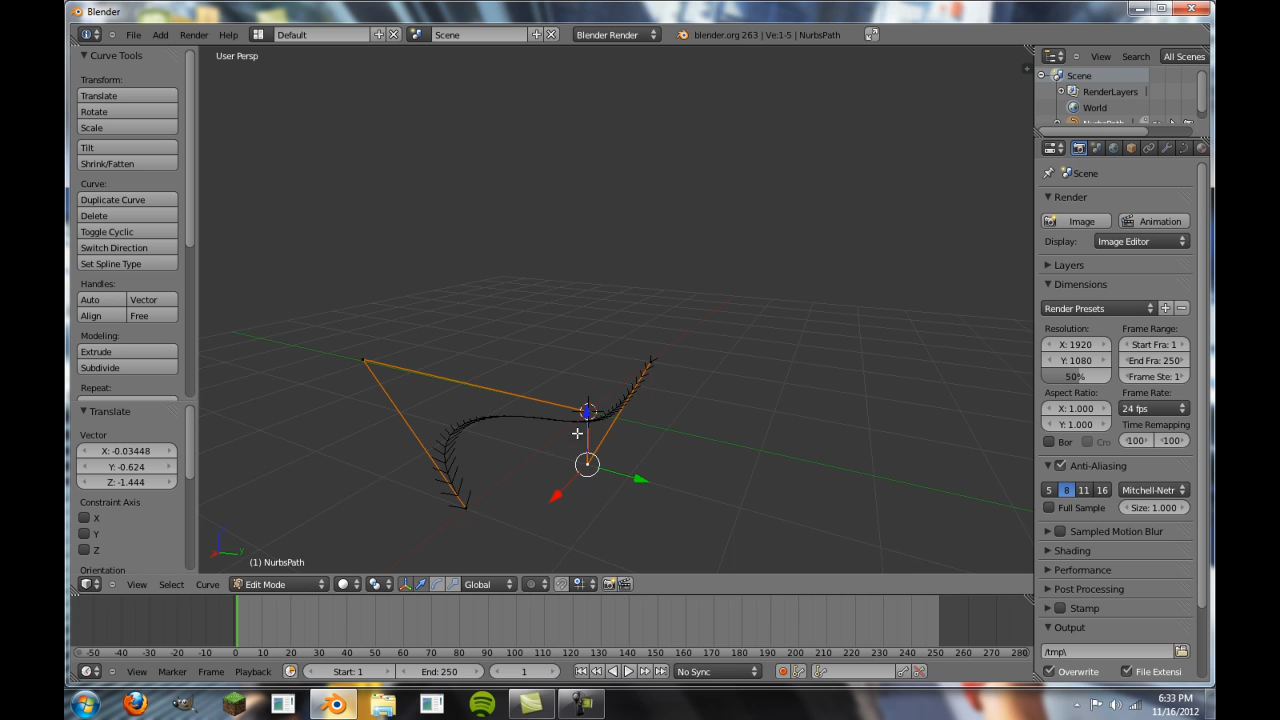 Blender
File Add Render Help Default Scene Blender Render blender.org 263 | Ve:1-5 | NurbsPath
Curve Tools
Transform:
Translate
Rotate
Scale
Tilt
Shrink/Fatten
Curve:
Duplicate Curve
Delete
Toggle Cyclic
Switch Direction
Set Spline Type
Handles:
Auto Vector
Align Free
Modeling:
Extrude
Subdivide
Repeat:
Translate
Vector
X: -0.03448
Y: -0.624
Z: -1.444
Constraint Axis
X
Y
Z
Orientation
User Persp
y
(1) NurbsPath
View Select Curve Edit Mode Global
-50 -40 -30 -20 -10 0 10 20 30 40 50 60 70 80 90 100 110 120 130 140 150 160 170 180 190 200 210 220 230 240 250 260 270 280
View Marker Frame Playback Start: 1 End: 250 1 No Sync
View Search All Scenes
Scene
RenderLayers
World
NurbsPath
Scene
Render
Image Animation
Display: Image Editor
Layers
Dimensions
Render Presets
Resolution: Frame Range:
X: 1920 Start Fra: 1
Y: 1080 End Fra: 250
50% Frame Ste: 1
Aspect Ratio: Frame Rate:
X: 1.000 24 fps
Y: 1.000 Time Remapping
Bor Cro 100 100
Anti-Aliasing
5 8 11 16 Mitchell-Netr
Full Sample Size: 1.000
Sampled Motion Blur
Shading
Performance
Post Processing
Stamp
Output
/tmp\
Overwrite File Extensi
6:33 PM
11/16/2012